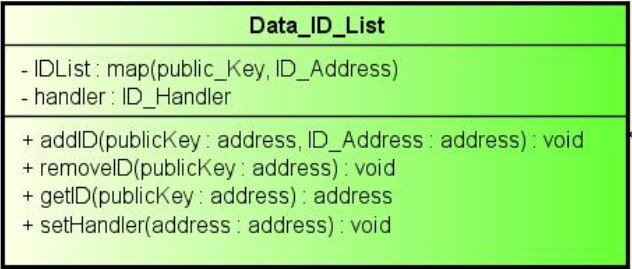 Data_ID_List
- IDList : map(public_Key, ID_Address)
- handler : ID_Handler
+ addID(publicKey : address, ID_Address : address) : void
+ removeID(publicKey : address) : void
+ getID(publicKey : address) : address
+ setHandler(address : address) : void